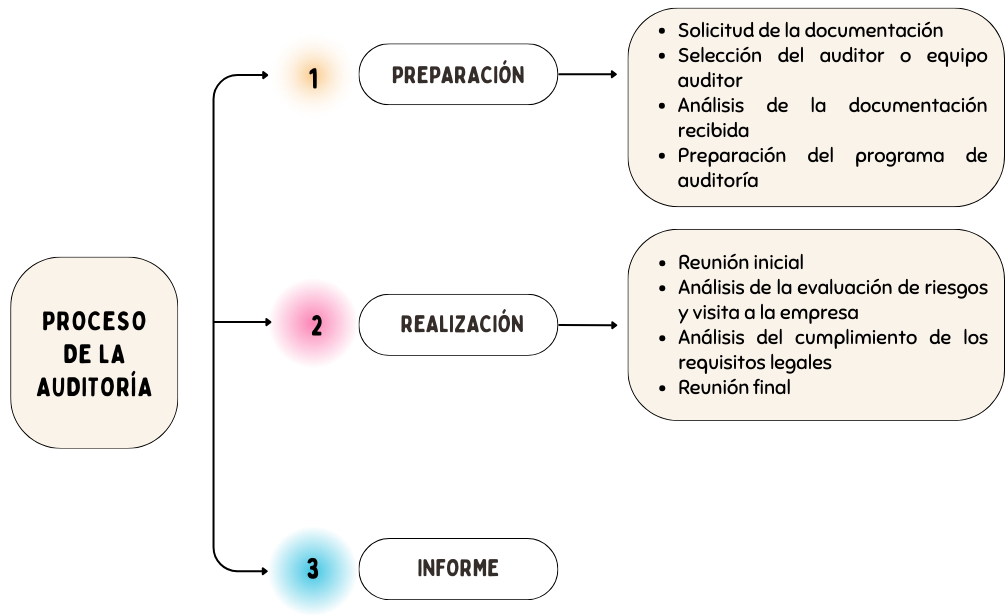 PROCESO
DE LA
AUDITORÍA
1
PREPARACIÓN
• Solicitud de la documentación
• Selección del auditor o equipo
auditor
• Análisis de la documentación
recibida
• Preparación del programa de
auditoría
2
REALIZACIÓN
• Reunión inicial
• Análisis de la evaluación de riesgos
y visita a la empresa
• Análisis del cumplimiento de los
requisitos legales
• Reunión final
3
INFORME